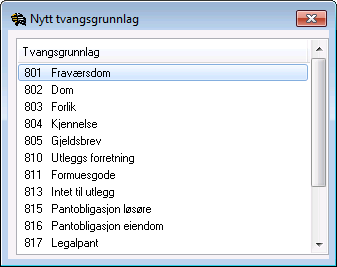 Nytt tvangsgrunnlag
Tvangsgrunnlag
801 Fraværsdom
802 Dom
803 Forlik
804 Kjennelse
805 Gjeldsbrev
810 Utleggs forretning
811 Formuesgode
813 Intet til utlegg
815 Pantobligasjon løsøre
816 Pantobligasjon eiendom
817 Legalpant